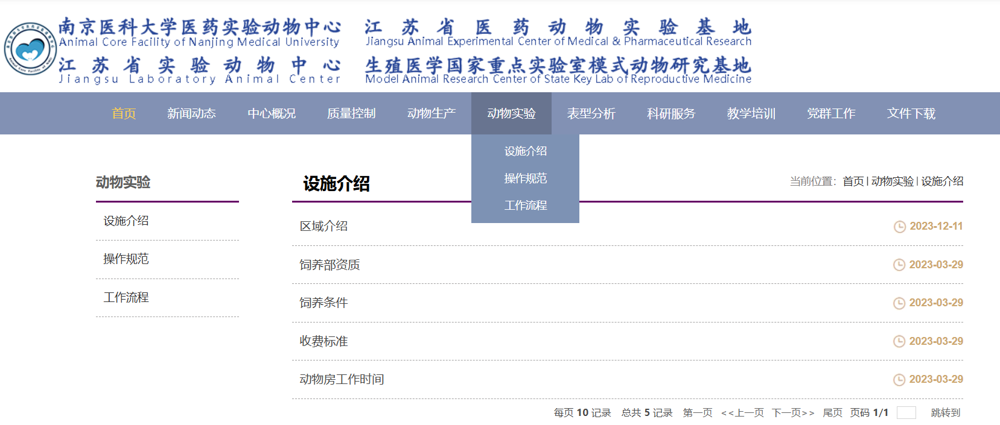 南京医科大学医药实验动物中心
Animal Core Facility of Nanjing Medical University
江苏省实验动物中心
Jiangsu Laboratory Animal Center
江苏省医药动物实验基地
Jiangsu Animal Experimental Center of Medical & Pharmaceutical Research
生殖医学国家重点实验室模式动物研究基地
Model Animal Research Center of State Key Lab of Reproductive Medicine
首页 新闻动态 中心概况 质量控制 动物生产 动物实验 表型分析 科研服务 教学培训 党群工作 文件下载
设施介绍
操作规范
工作流程
动物实验
设施介绍
操作规范
工作流程
设施介绍
当前位置: 首页 | 动物实验 | 设施介绍
区域介绍 2023-12-11
饲养部资质 2023-03-29
饲养条件 2023-03-29
收费标准 2023-03-29
动物房工作时间 2023-03-29
每页 10 记录 总共 5 记录 第一页 <<上一页 下一页>> 尾页 页码 1/1 跳转到